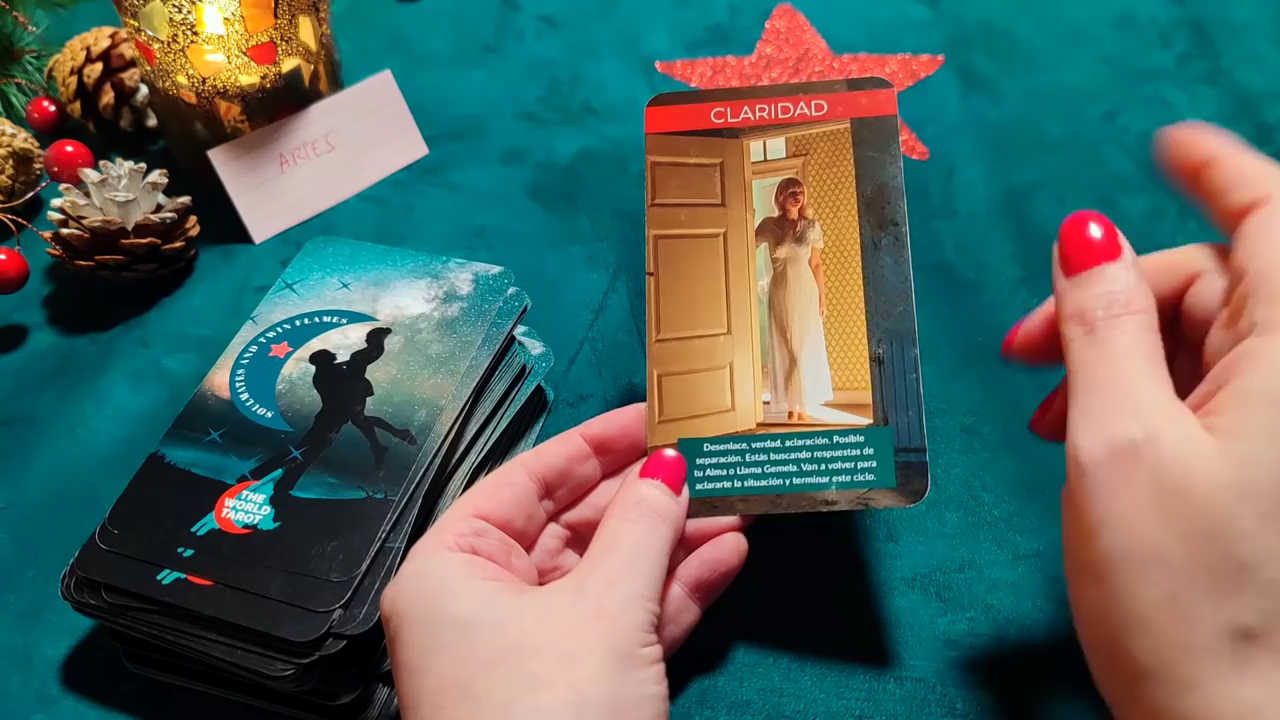 CLARIDAD
ARIES
SOULMATES AND TWIN FLAMES
Desenlace, verdad, aclaración. Posible
separación. Estás buscando respuestas de
tu Alma o Llama Gemela. Van a volver para
aclararte la situación y terminar este ciclo.
THE
WORLD
TAROT